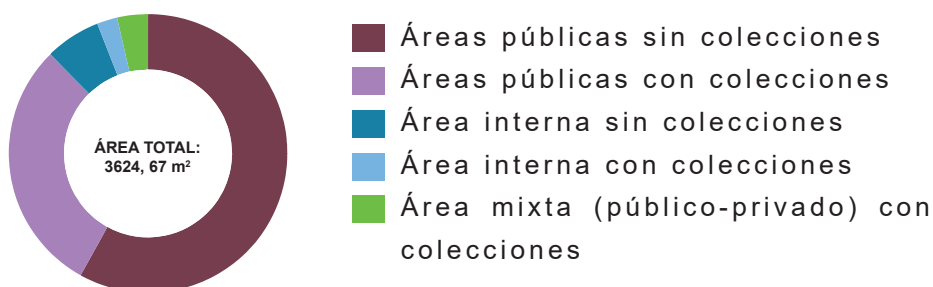 ÁREA TOTAL:
3624, 67 m²
Áreas públicas sin colecciones
Áreas públicas con colecciones
Área interna sin colecciones
Área interna con colecciones
Área mixta (público-privado) con
colecciones